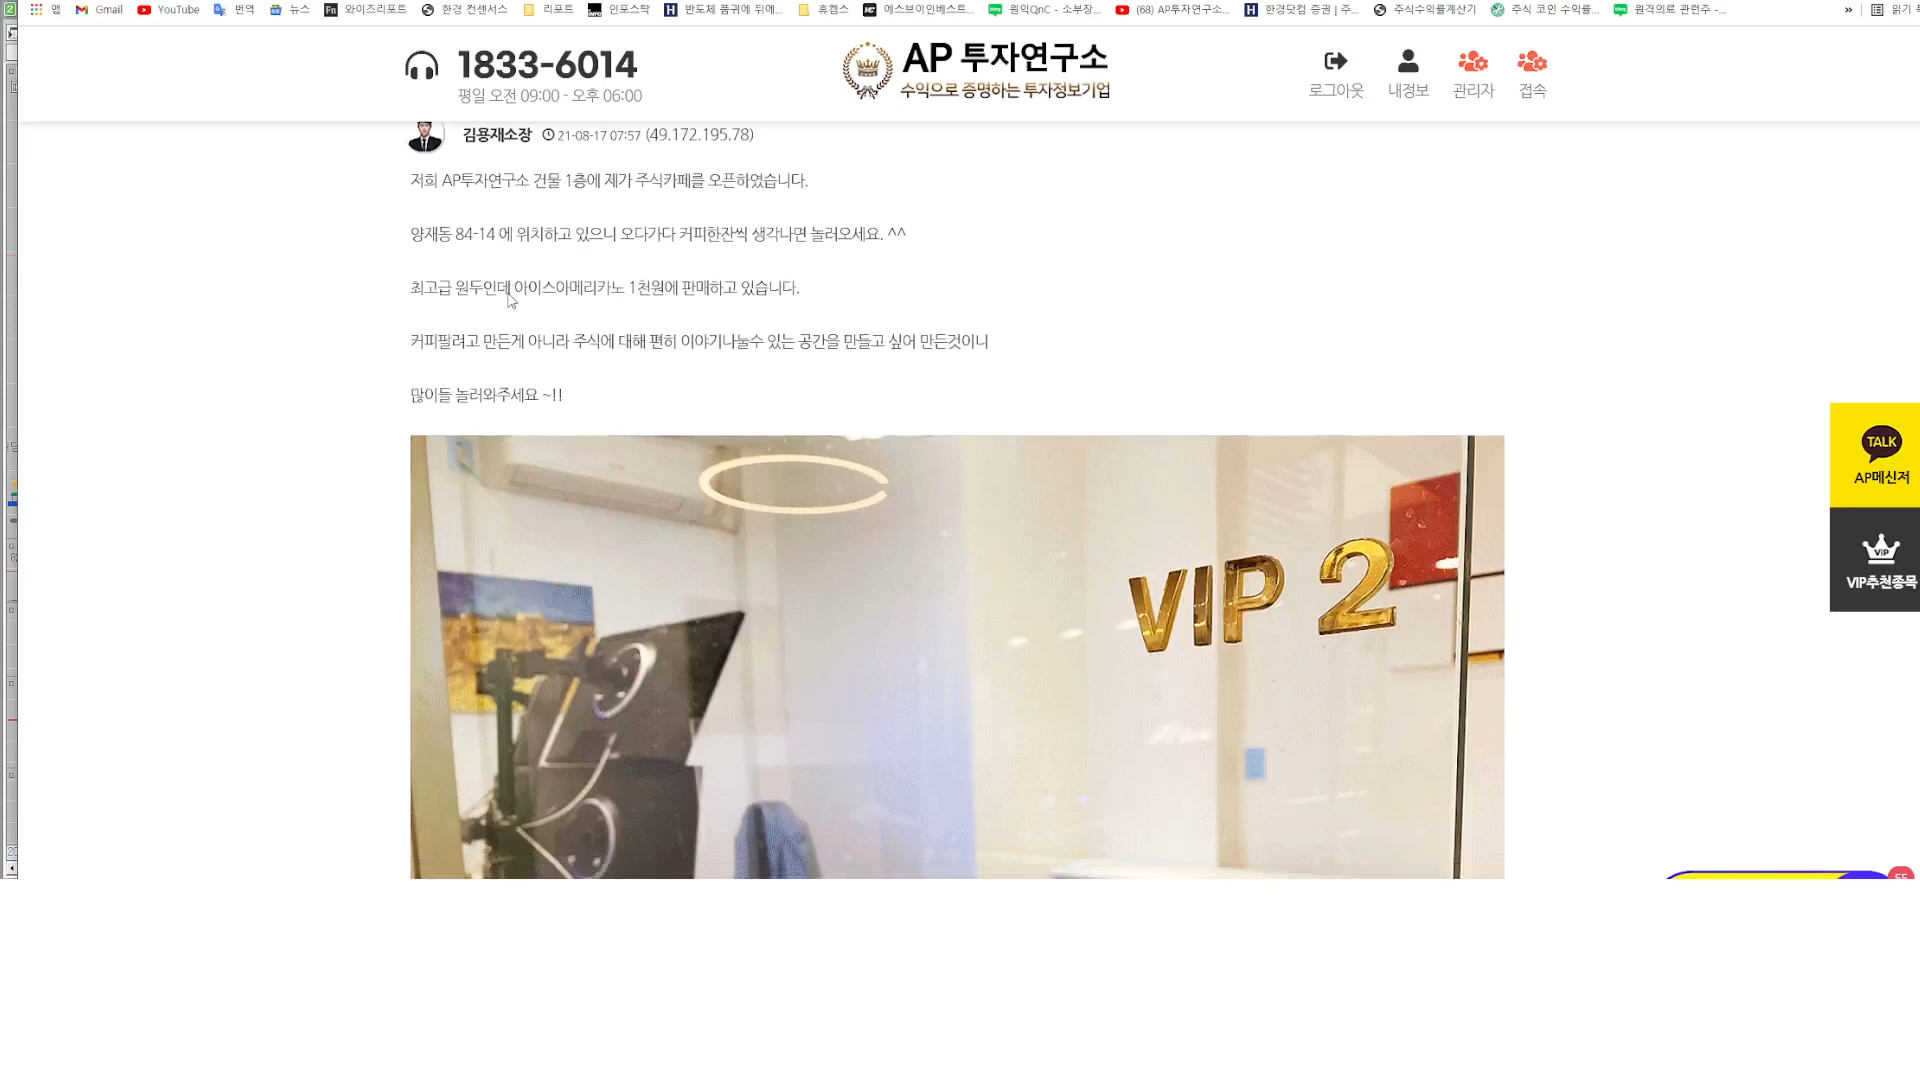 앱 Gmail YouTube 번역 뉴스 와이즈리포트 한경 컨센서스 리포트 인포스탁 반도체 품귀에 뒤에... 휴캠스 에스브이인베스트... 원익QnC - 소부장... (68) AP투자연구소... 한경닷컴 증권 | 주... 주식수익률계산기 주식 코인 수익률... 원격의료 관련주 -... » 읽기
1833-6014
평일 오전 09:00 - 오후 06:00
AP 투자연구소
수익으로 증명하는 투자정보기업
로그아웃 내정보 관리자 접속
김용재소장 21-08-17 07:57 (49.172.195.78)
저희 AP투자연구소 건물 1층에 제가 주식카페를 오픈하였습니다.
양재동 84-14 에 위치하고 있으니 오다가다 커피한잔씩 생각나면 놀러오세요. ^^
최고급 원두인데 아이스아메리카노 1천원에 판매하고 있습니다.
커피팔려고 만든게 아니라 주식에 대해 편히 이야기나눌수 있는 공간을 만들고 싶어 만든것이니
많이들 놀러와주세요 ~!!
VIP 2
TALK
AP메신저
VIP
VIP추천종목
55